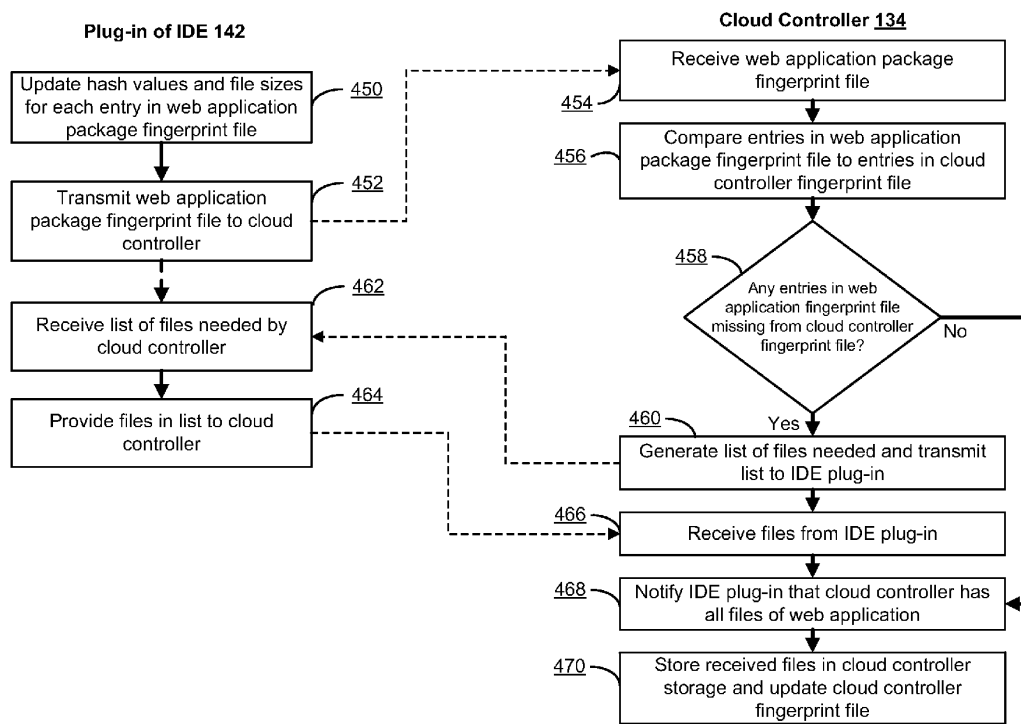 Plug-in of IDE 142
Update hash values and file sizes
for each entry in web application
package fingerprint file
450
Transmit web application
package fingerprint file to cloud
controller
452
462
Receive list of files needed by
cloud controller
464
Provide files in list to cloud
controller
Cloud Controller 134
Receive web application package
fingerprint file
454
Compare entries in web application
package fingerprint file to entries in cloud
controller fingerprint file
456
458
Any entries in web
application fingerprint file
missing from cloud controller
fingerprint file?
No
Yes
460
Generate list of files needed and transmit
list to IDE plug-in
466
Receive files from IDE plug-in
468
Notify IDE plug-in that cloud controller has
all files of web application
470
Store received files in cloud controller
storage and update cloud controller
fingerprint file